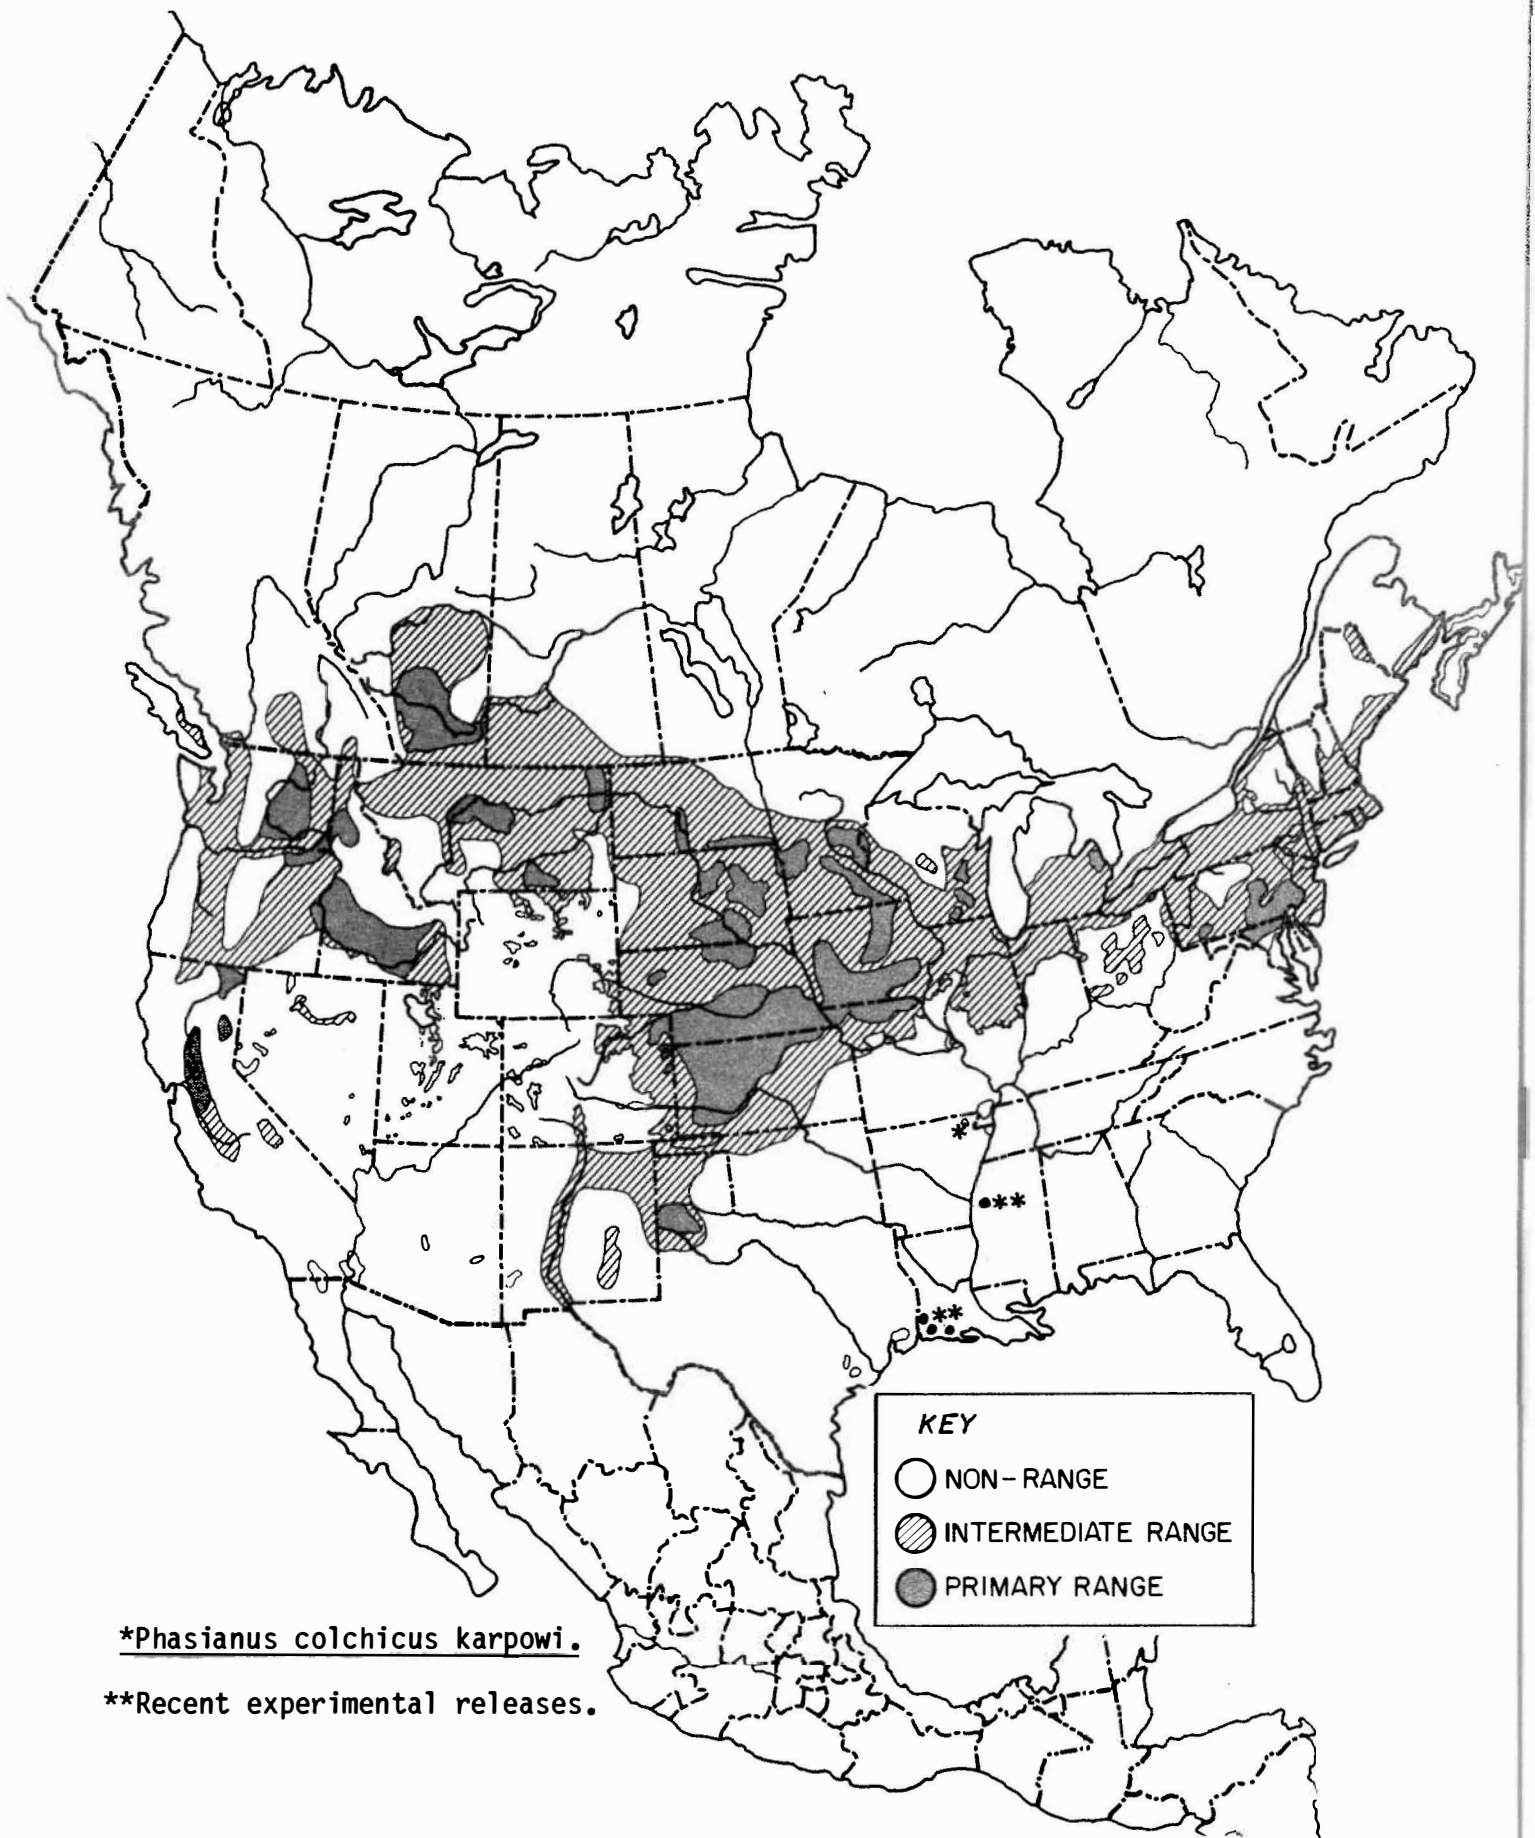 *
**
**
KEY
NON-RANGE
INTERMEDIATE RANGE
PRIMARY RANGE
*Phasianus colchicus karpowi.
**Recent experimental releases.